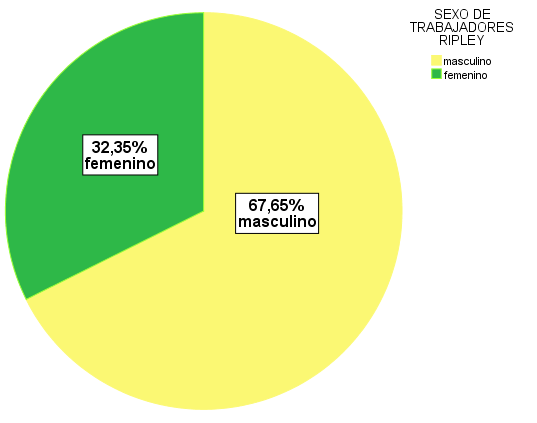 SEXO DE
TRABAJADORES
RIPLEY
masculino
femenino
32,35%
femenino
67,65%
masculino